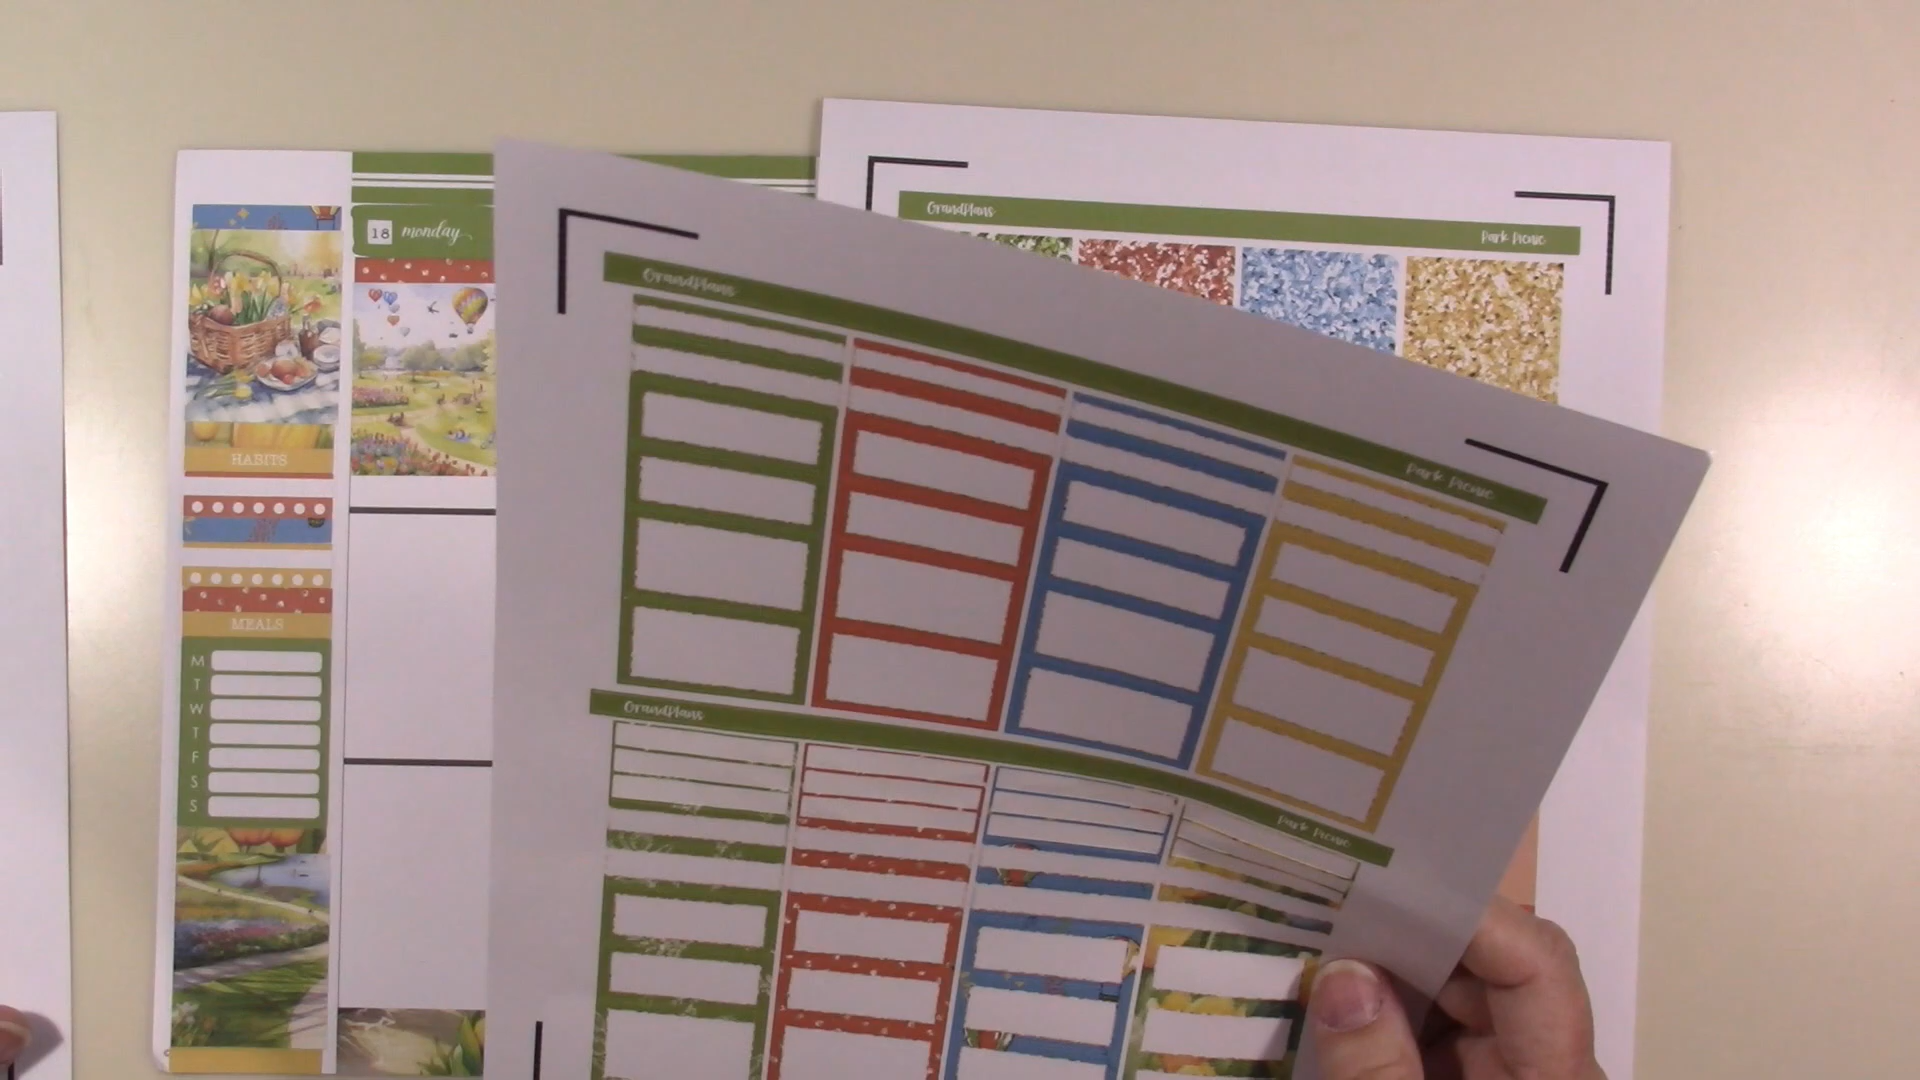 GrandPlans
Park Picnic
18 monday
GrandPlans
Park Picnic
HABITS
MEALS
M
T
W
T
F
S
S
GrandPlans
Park Picnic